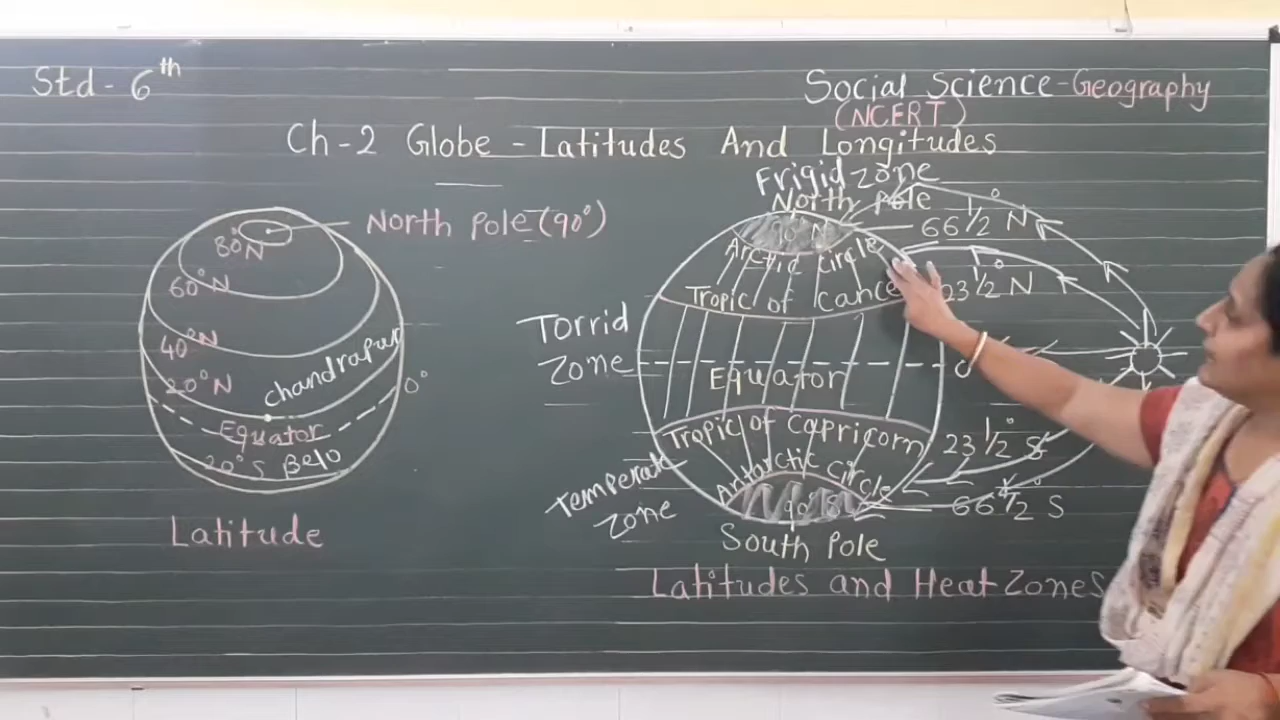 Std - 6th
Social Science - Geography
(NCERT)
Ch - 2 Globe - Latitudes And Longitudes
North Pole (90°)
80°N
60°N
40°N
20°N
chandrapur
0°
Equator
20°S Belo
Latitude
Frigid zone
North pole
90° N
66 1/2° N
Arctic circle
23 1/2° N
Tropic of Cance
Torrid
Zone
Equator
Tropic of Capricorn
23 1/2° S
Antarctic circle
Temperate
zone
90° S
66 1/2° S
South Pole
Latitudes and Heat Zones